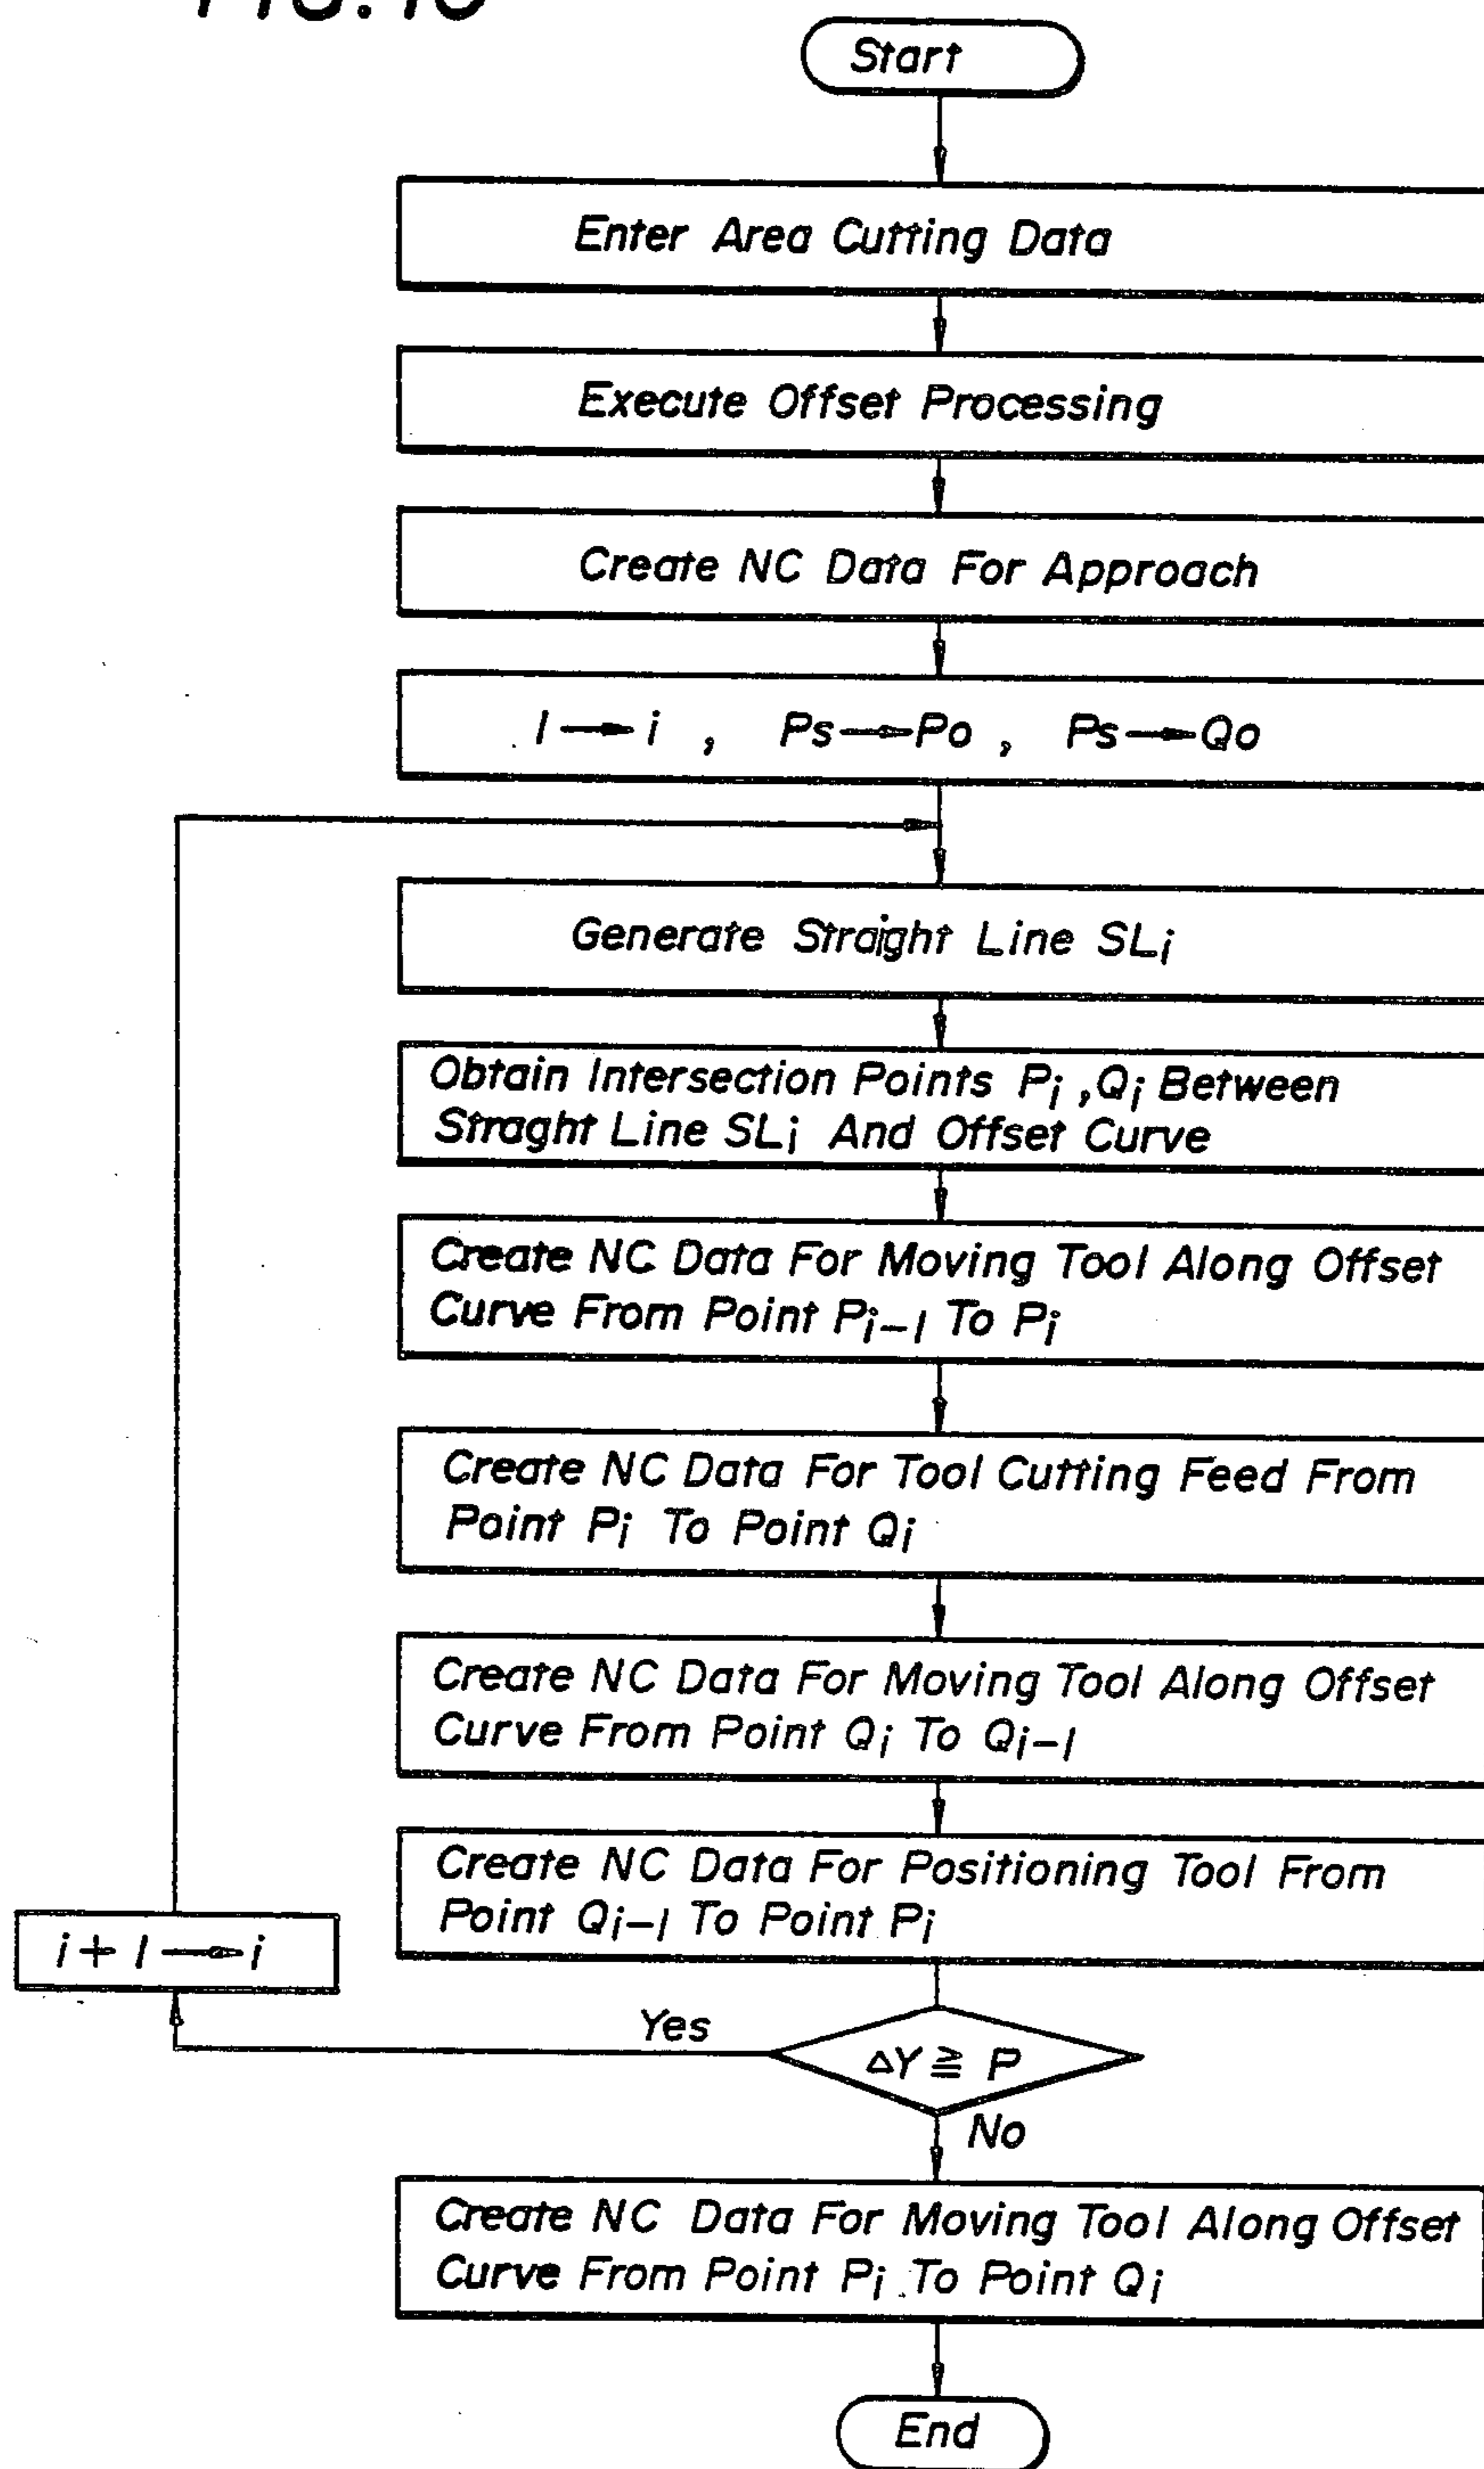 Start
Enter Area Cutting Data
Execute Offset Processing
Create NC Data For Approach
1 → i , Ps → Po , Ps → Qo
Generate Straight Line SLi
Obtain Intersection Points Pi ,Qi Between
Straght Line SLi And Offset Curve
Create NC Data For Moving Tool Along Offset
Curve From Point Pi-1 To Pi
Create NC Data For Tool Cutting Feed From
Point Pi To Point Qi
Create NC Data For Moving Tool Along Offset
Curve From Point Qi To Qi-1
Create NC Data For Positioning Tool From
Point Qi-1 To Point Pi
i + 1 → i
Yes
ΔY ≧ P
No
Create NC Data For Moving Tool Along Offset
Curve From Point Pi To Point Qi
End